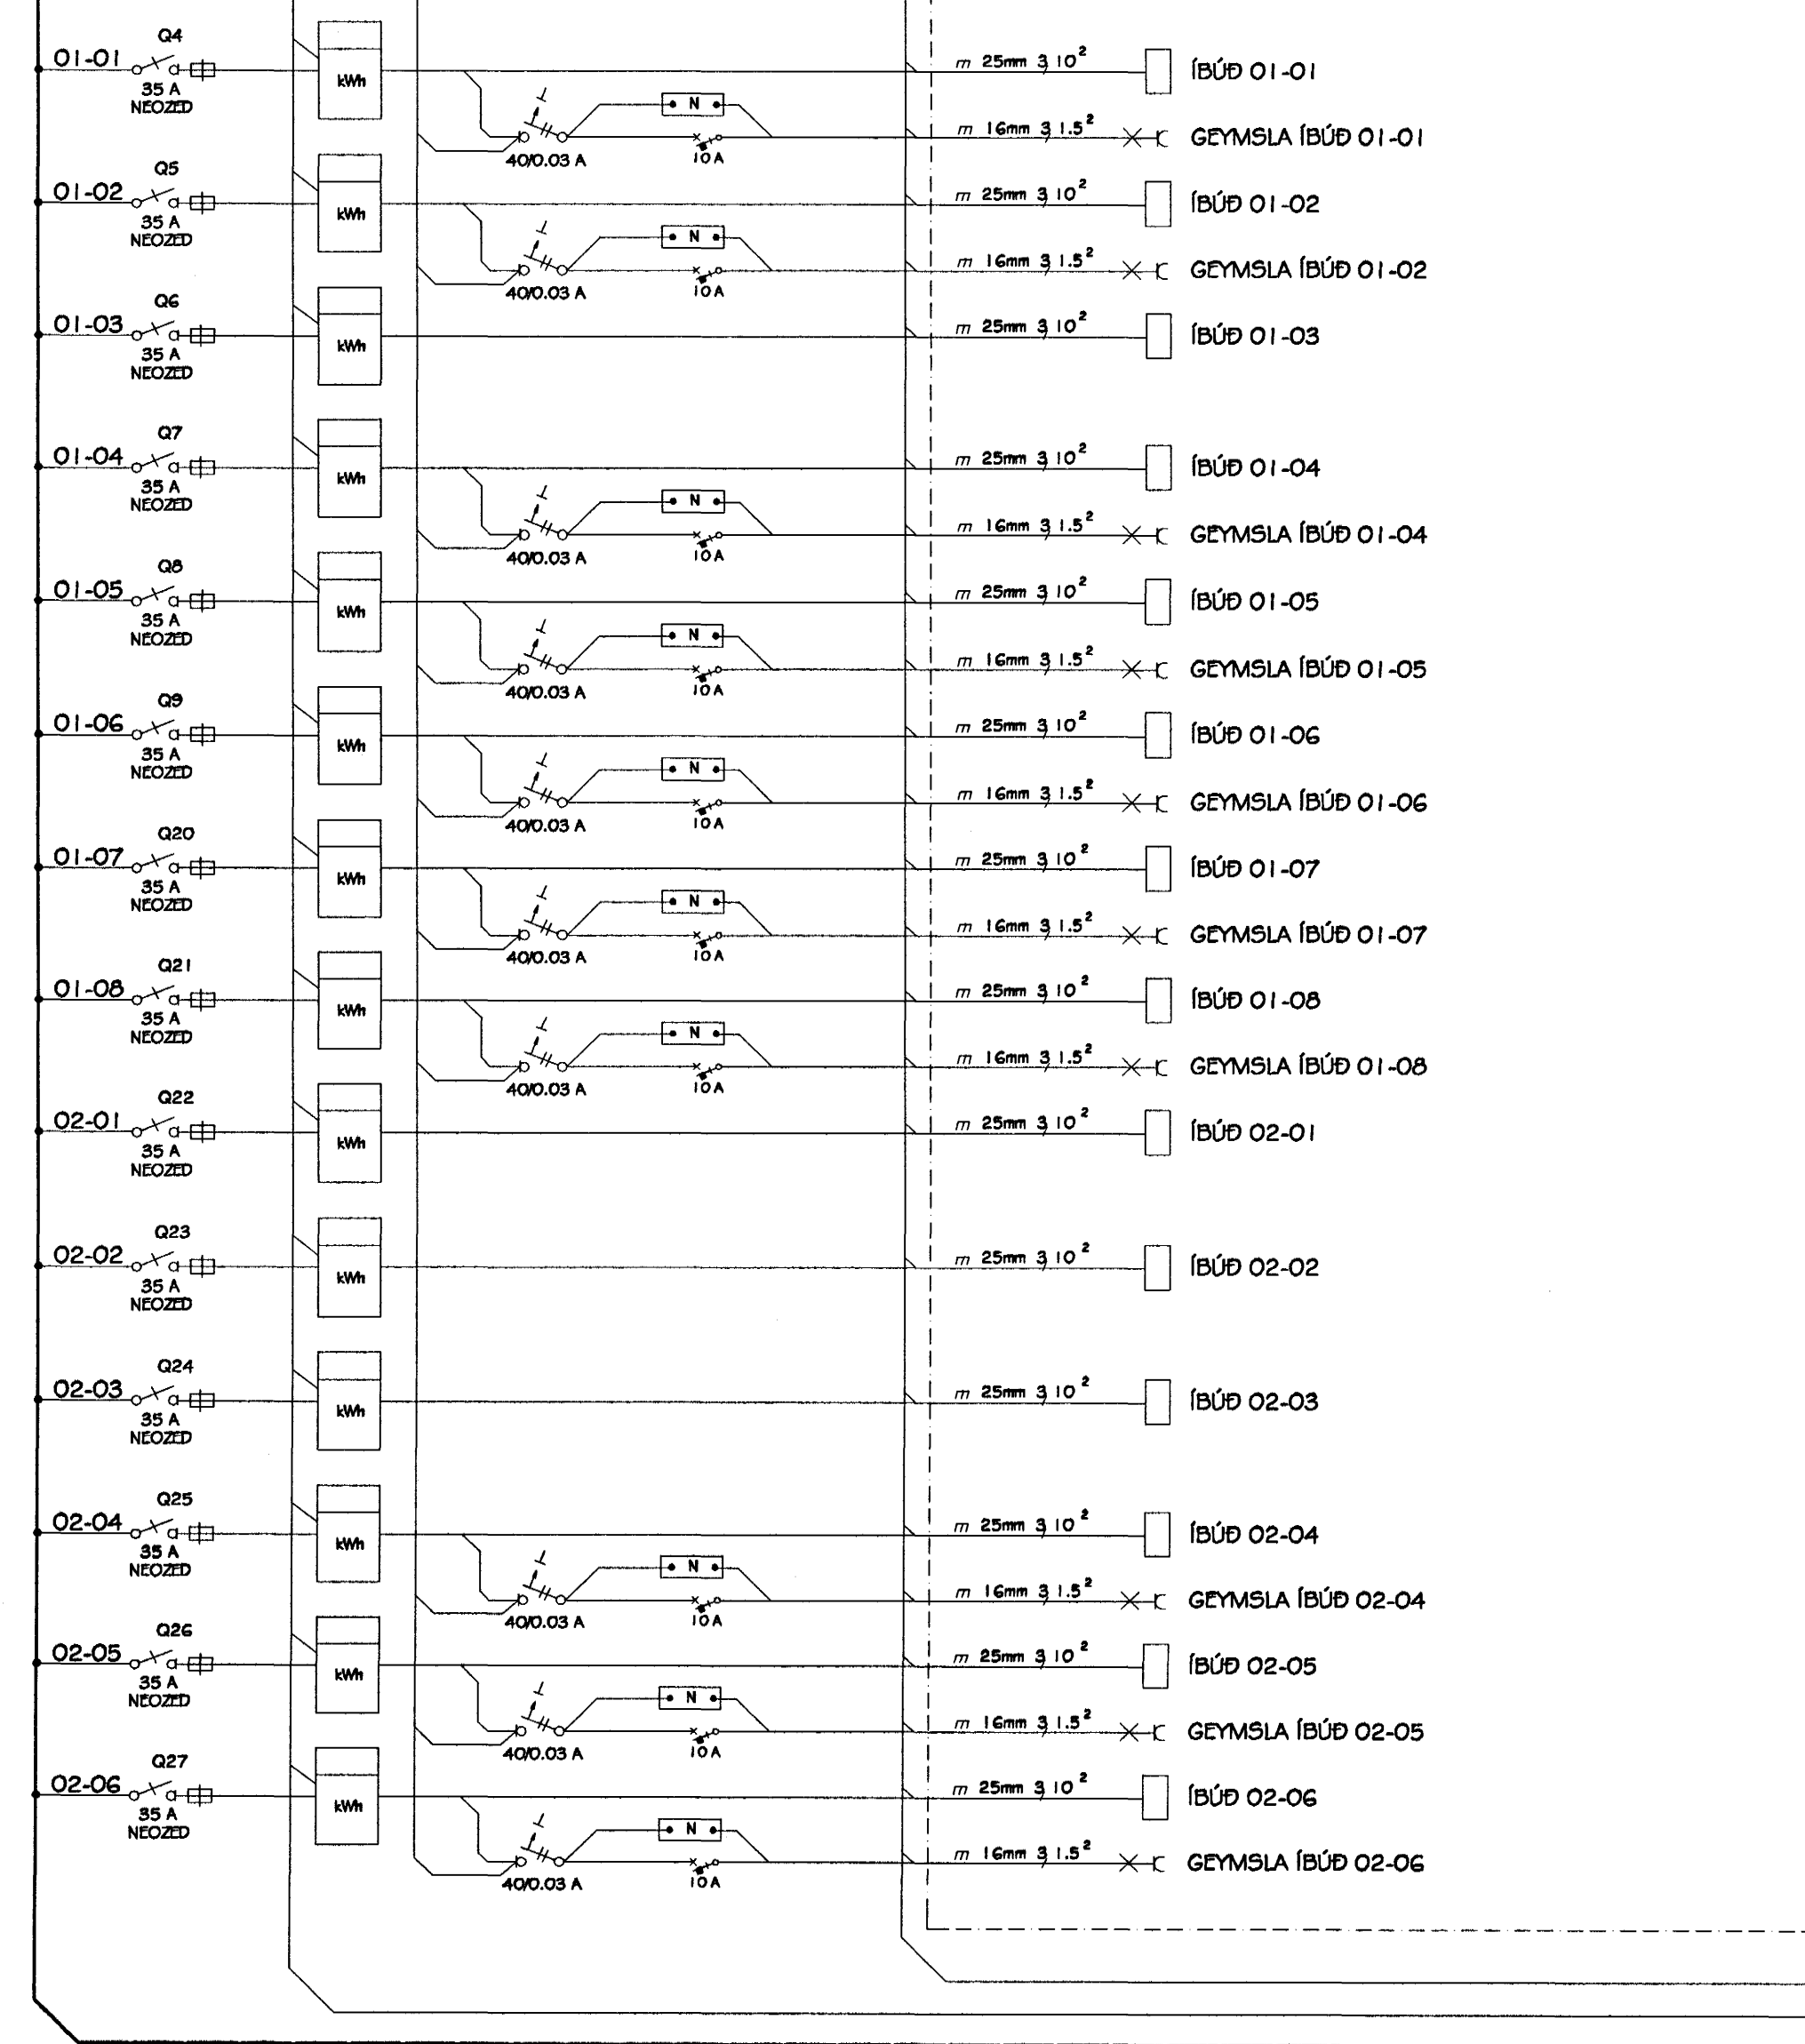 Q4
01-01
35 A
NEOZED
kWh
m 25mm 3 10²
ÍBÚÐ 01-01
N
40/0.03 A
10 A
m 16mm 3 1.5²
GEYMSLA ÍBÚÐ 01-01
Q5
01-02
35 A
NEOZED
kWh
m 25mm 3 10²
ÍBÚÐ 01-02
N
40/0.03 A
10 A
m 16mm 3 1.5²
GEYMSLA ÍBÚÐ 01-02
Q6
01-03
35 A
NEOZED
kWh
m 25mm 3 10²
ÍBÚÐ 01-03
Q7
01-04
35 A
NEOZED
kWh
m 25mm 3 10²
ÍBÚÐ 01-04
N
40/0.03 A
10 A
m 16mm 3 1.5²
GEYMSLA ÍBÚÐ 01-04
Q8
01-05
35 A
NEOZED
kWh
m 25mm 3 10²
ÍBÚÐ 01-05
N
40/0.03 A
10 A
m 16mm 3 1.5²
GEYMSLA ÍBÚÐ 01-05
Q9
01-06
35 A
NEOZED
kWh
m 25mm 3 10²
ÍBÚÐ 01-06
N
40/0.03 A
10 A
m 16mm 3 1.5²
GEYMSLA ÍBÚÐ 01-06
Q20
01-07
35 A
NEOZED
kWh
m 25mm 3 10²
ÍBÚÐ 01-07
N
40/0.03 A
10 A
m 16mm 3 1.5²
GEYMSLA ÍBÚÐ 01-07
Q21
01-08
35 A
NEOZED
kWh
m 25mm 3 10²
ÍBÚÐ 01-08
N
40/0.03 A
10 A
m 16mm 3 1.5²
GEYMSLA ÍBÚÐ 01-08
Q22
02-01
35 A
NEOZED
kWh
m 25mm 3 10²
ÍBÚÐ 02-01
Q23
02-02
35 A
NEOZED
kWh
m 25mm 3 10²
ÍBÚÐ 02-02
Q24
02-03
35 A
NEOZED
kWh
m 25mm 3 10²
ÍBÚÐ 02-03
Q25
02-04
35 A
NEOZED
kWh
m 25mm 3 10²
ÍBÚÐ 02-04
N
40/0.03 A
10 A
m 16mm 3 1.5²
GEYMSLA ÍBÚÐ 02-04
Q26
02-05
35 A
NEOZED
kWh
m 25mm 3 10²
ÍBÚÐ 02-05
N
40/0.03 A
10 A
m 16mm 3 1.5²
GEYMSLA ÍBÚÐ 02-05
Q27
02-06
35 A
NEOZED
kWh
m 25mm 3 10²
ÍBÚÐ 02-06
N
40/0.03 A
10 A
m 16mm 3 1.5²
GEYMSLA ÍBÚÐ 02-06